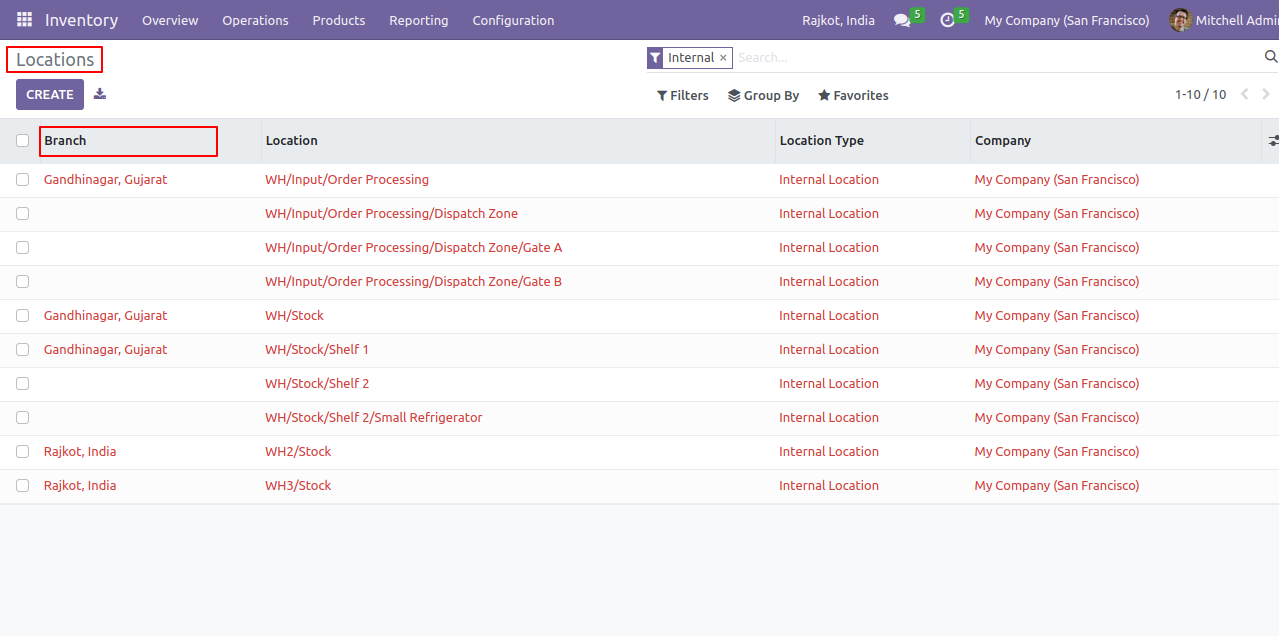 Inventory Overview Operations Products Reporting Configuration Rajkot, India 5 5 My Company (San Francisco) Mitchell Admi
Locations Internal × Search...
CREATE Filters Group By Favorites 1-10 / 10
Branch Location Location Type Company
Gandhinagar, Gujarat WH/Input/Order Processing Internal Location My Company (San Francisco)
WH/Input/Order Processing/Dispatch Zone Internal Location My Company (San Francisco)
WH/Input/Order Processing/Dispatch Zone/Gate A Internal Location My Company (San Francisco)
WH/Input/Order Processing/Dispatch Zone/Gate B Internal Location My Company (San Francisco)
Gandhinagar, Gujarat WH/Stock Internal Location My Company (San Francisco)
Gandhinagar, Gujarat WH/Stock/Shelf 1 Internal Location My Company (San Francisco)
WH/Stock/Shelf 2 Internal Location My Company (San Francisco)
WH/Stock/Shelf 2/Small Refrigerator Internal Location My Company (San Francisco)
Rajkot, India WH2/Stock Internal Location My Company (San Francisco)
Rajkot, India WH3/Stock Internal Location My Company (San Francisco)